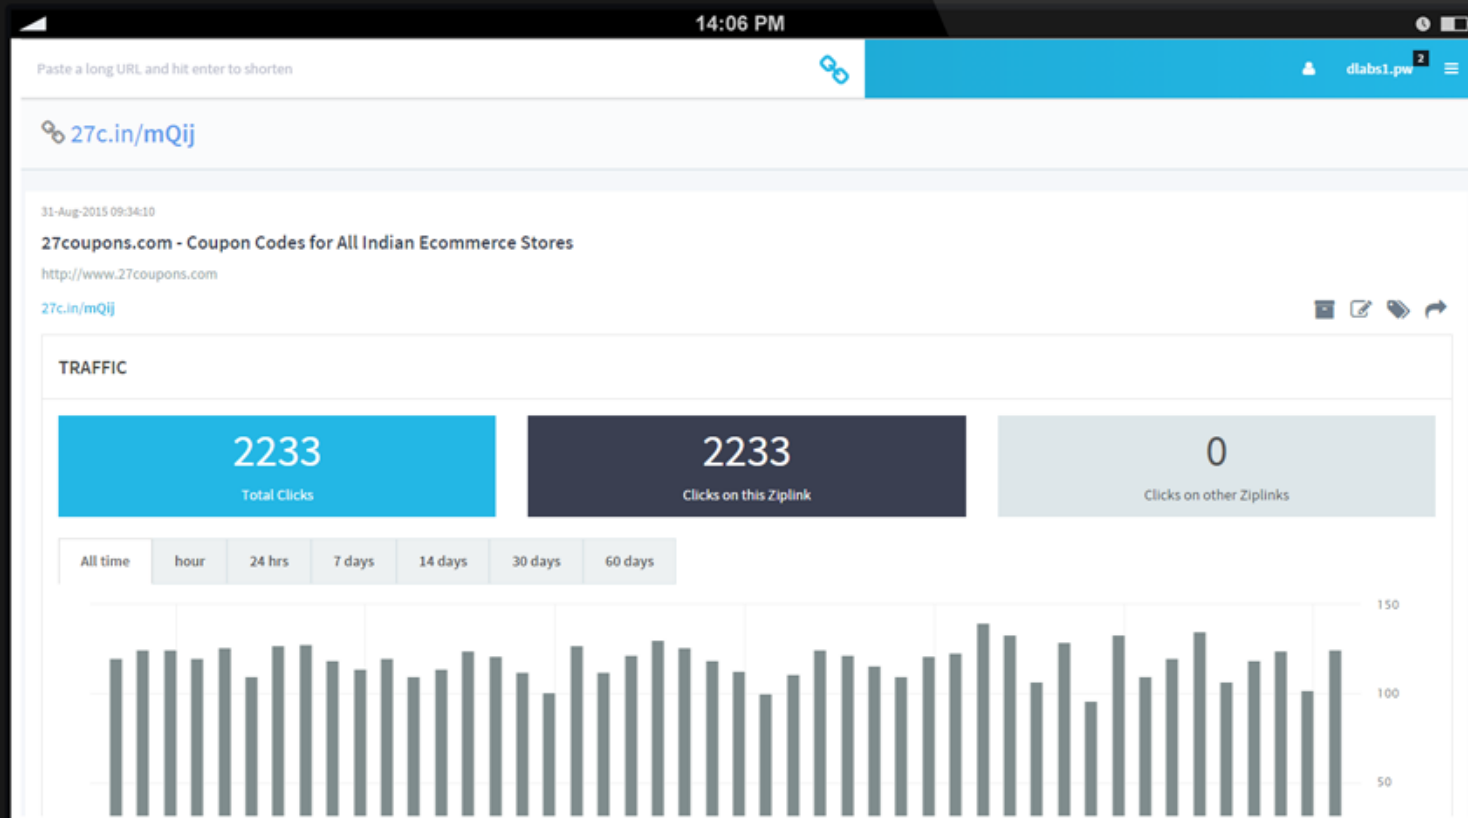 14:06 PM
Paste a long URL and hit enter to shorten
dlabs1.pw 2
27c.in/mQij
31-Aug-2015 09:34:10
27coupons.com - Coupon Codes for All Indian Ecommerce Stores
http://www.27coupons.com
27c.in/mQij
TRAFFIC
2233 2233 0
Total Clicks Clicks on this Ziplink Clicks on other Ziplinks
All time hour 24 hrs 7 days 14 days 30 days 60 days
150
100
50